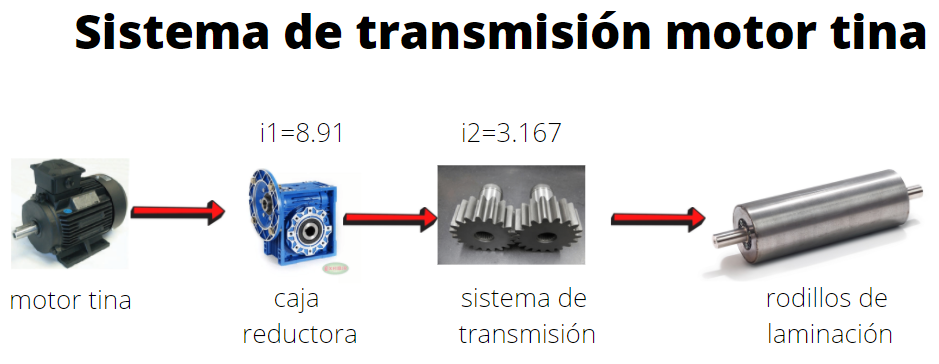 Sistema de transmisión motor tina
i1=8.91
i2=3.167
motor tina
caja
reductora
sistema de
transmisión
rodillos de
laminación